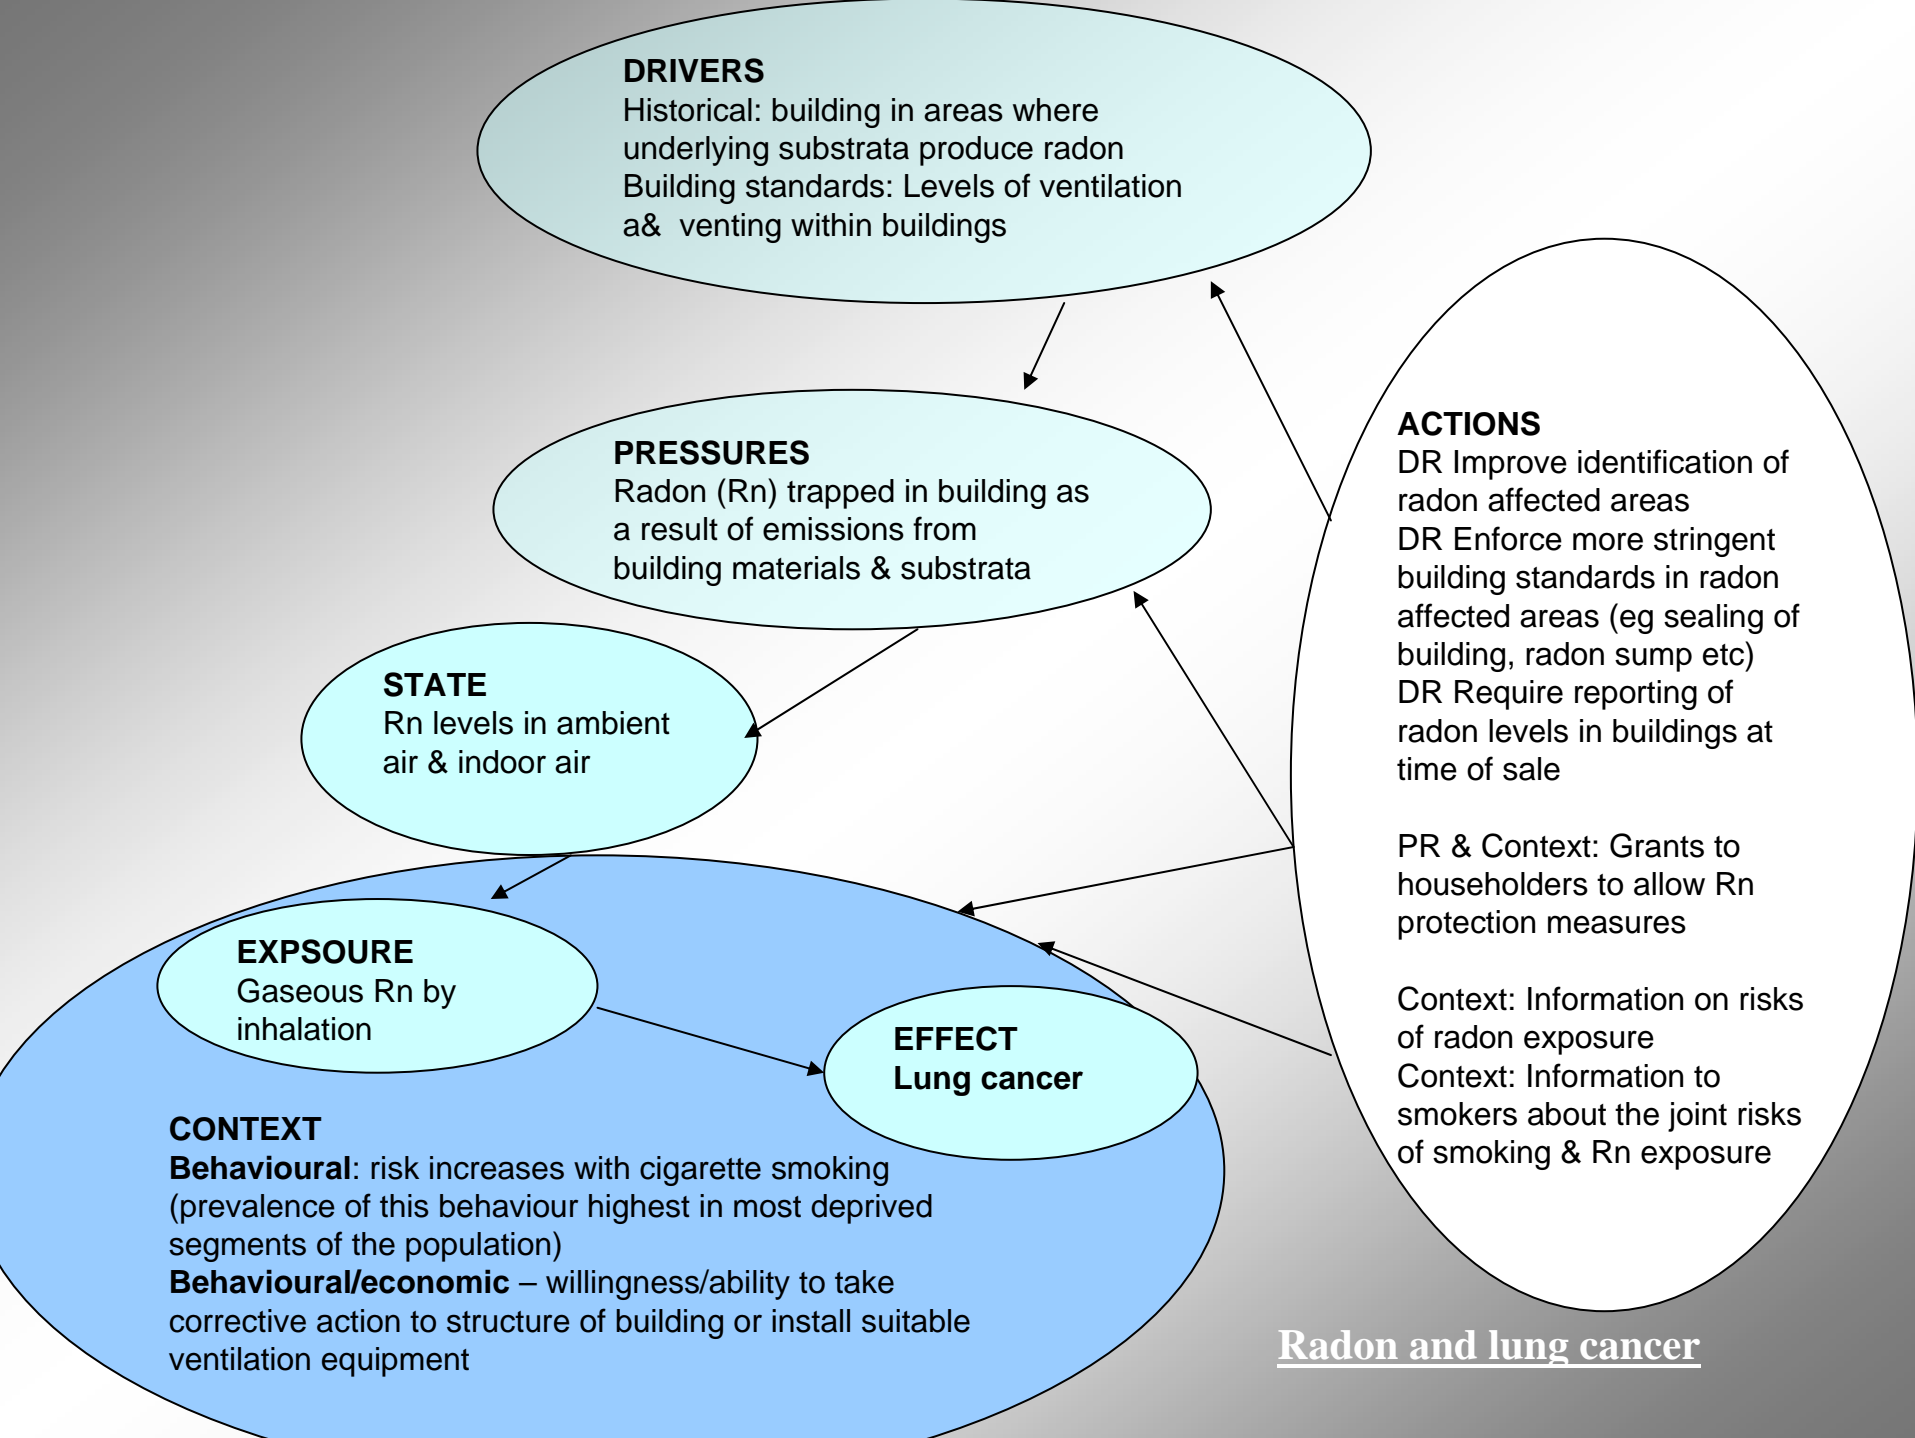 DRIVERS
Historical: building in areas where
underlying substrata produce radon
Building standards: Levels of ventilation
a& venting within buildings
PRESSURES
Radon (Rn) trapped in building as
a result of emissions from
building materials & substrata
STATE
Rn levels in ambient
air & indoor air
EXPSOURE
Gaseous Rn by
inhalation
EFFECT
Lung cancer
CONTEXT
Behavioural: risk increases with cigarette smoking
(prevalence of this behaviour highest in most deprived
segments of the population)
Behavioural/economic – willingness/ability to take
corrective action to structure of building or install suitable
ventilation equipment
ACTIONS
DR Improve identification of
radon affected areas
DR Enforce more stringent
building standards in radon
affected areas (eg sealing of
building, radon sump etc)
DR Require reporting of
radon levels in buildings at
time of sale
PR & Context: Grants to
householders to allow Rn
protection measures
Context: Information on risks
of radon exposure
Context: Information to
smokers about the joint risks
of smoking & Rn exposure
Radon and lung cancer